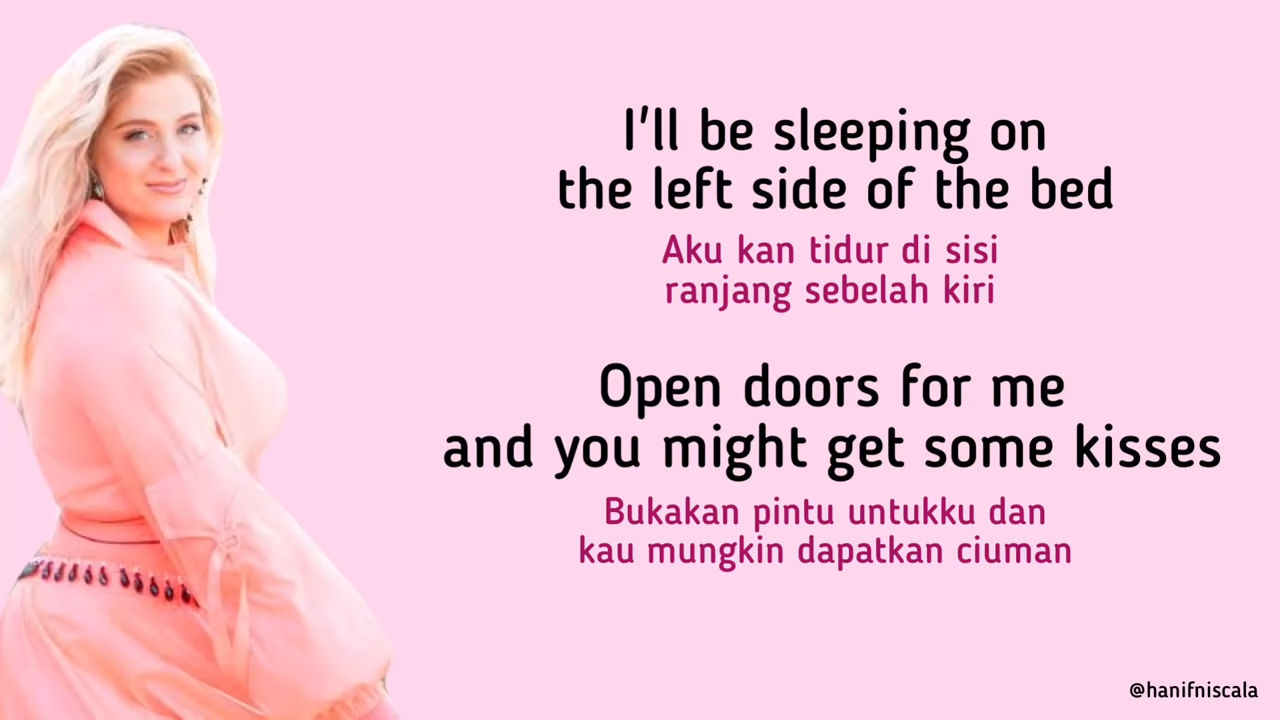 I'll be sleeping on
the left side of the bed
Aku kan tidur di sisi
ranjang sebelah kiri
Open doors for me
and you might get some kisses
Bukakan pintu untukku dan
kau mungkin dapatkan ciuman
@hanifniscala